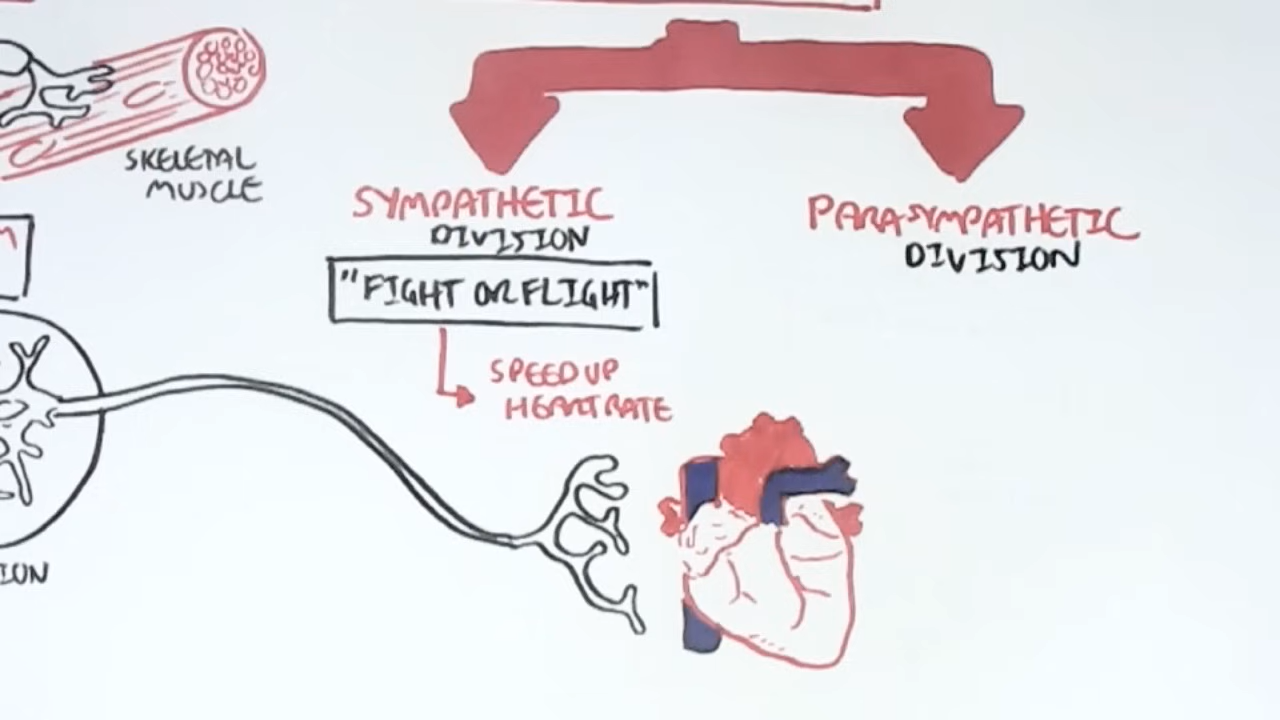 SKELETAL
MUSCLE
SYMPATHETIC
DIVISION
"FIGHT OR FLIGHT"
SPEED UP
HEART RATE
PARASYMPATHETIC
DIVISION